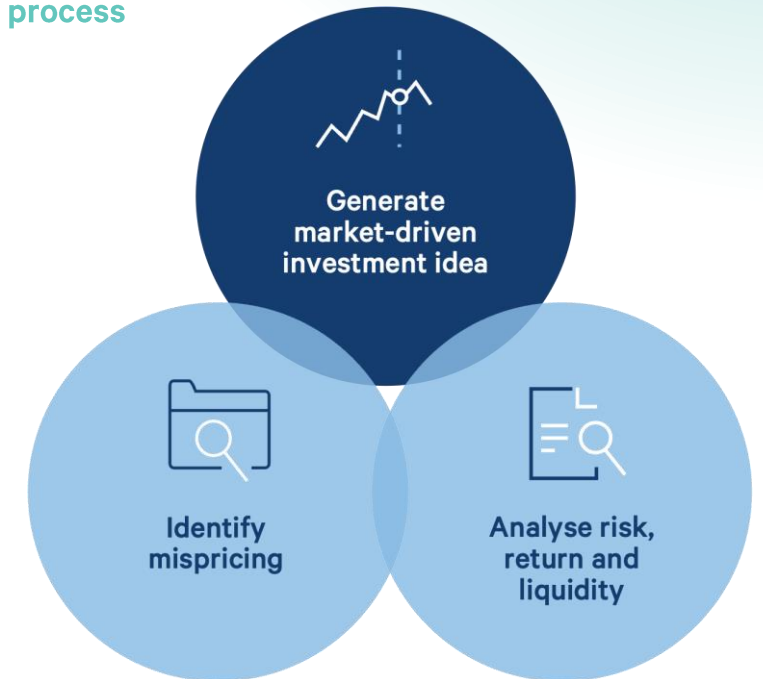 process
Generate
market-driven
investment idea
Identify
mispricing
Analyse risk,
return and
liquidity